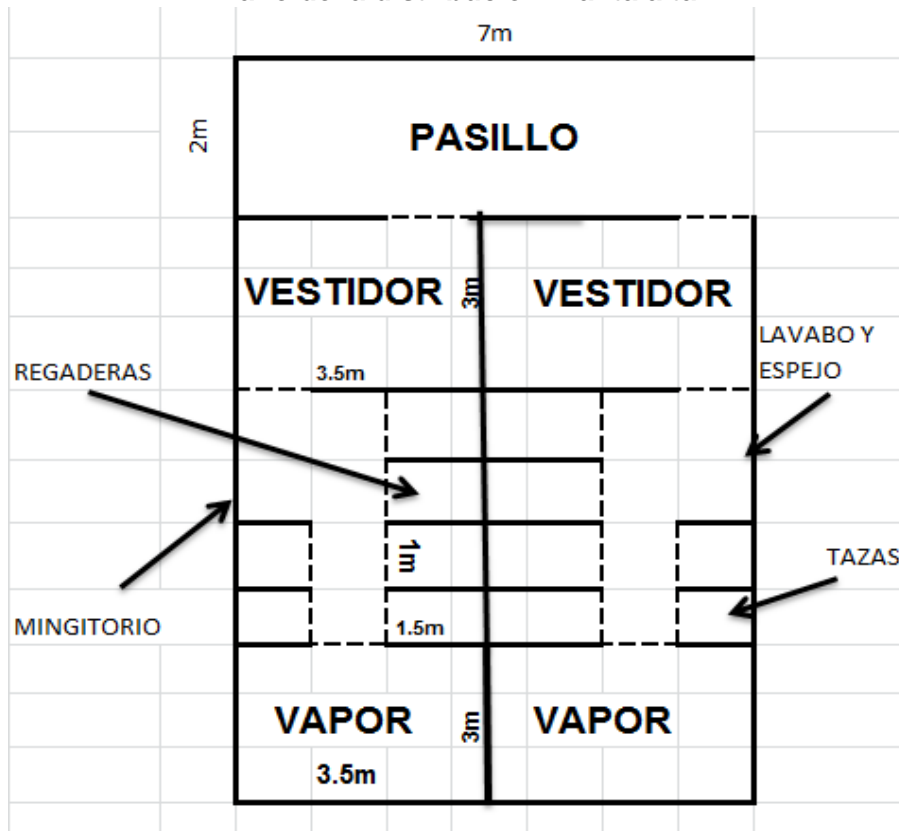 7m
2m
PASILLO
VESTIDOR
3m
VESTIDOR
LAVABO Y
ESPEJO
REGADERAS
3.5m
1m
TAZAS
MINGITORIO
1.5m
VAPOR
3m
VAPOR
3.5m